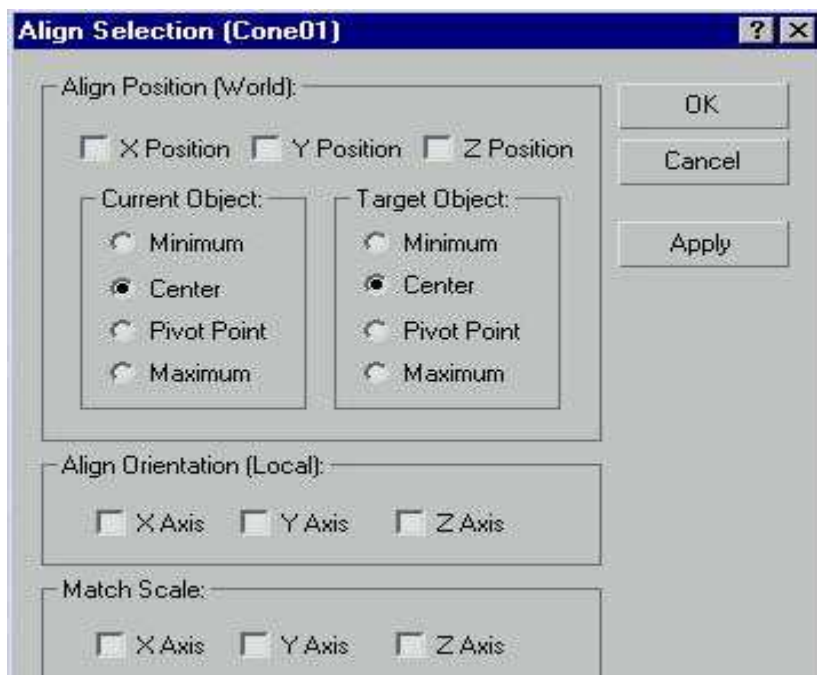 Align Selection (Cone01)
Align Position (World):
OK
X Position Y Position Z Position
Cancel
Current Object: Target Object:
Minimum Minimum
Apply
Center Center
Pivot Point Pivot Point
Maximum Maximum
Align Orientation (Local):
X Axis Y Axis Z Axis
Match Scale:
X Axis Y Axis Z Axis